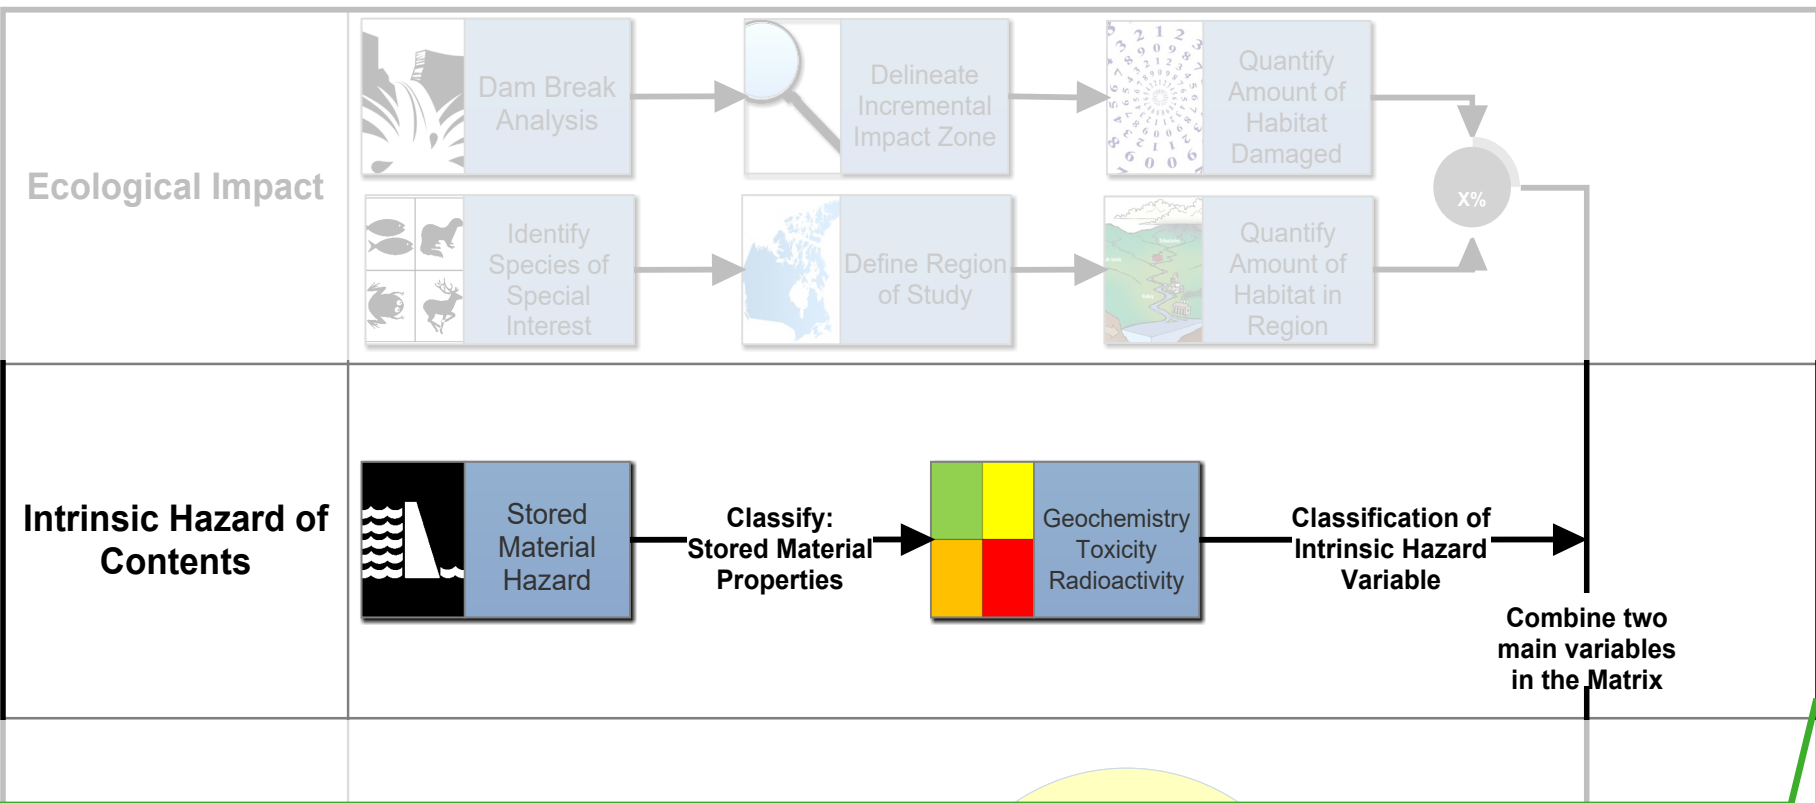 Ecological Impact
Dam Break
Analysis
Delineate
Incremental
Impact Zone
Quantify
Amount of
Habitat
Damaged
X%
Identify
Species of
Special
Interest
Define Region
of Study
Quantify
Amount of
Habitat in
Region
Intrinsic Hazard of
Contents
Stored
Material
Hazard
Classify:
Stored Material
Properties
Geochemistry
Toxicity
Radioactivity
Classification of
Intrinsic Hazard
Variable
Combine two
main variables
in the Matrix